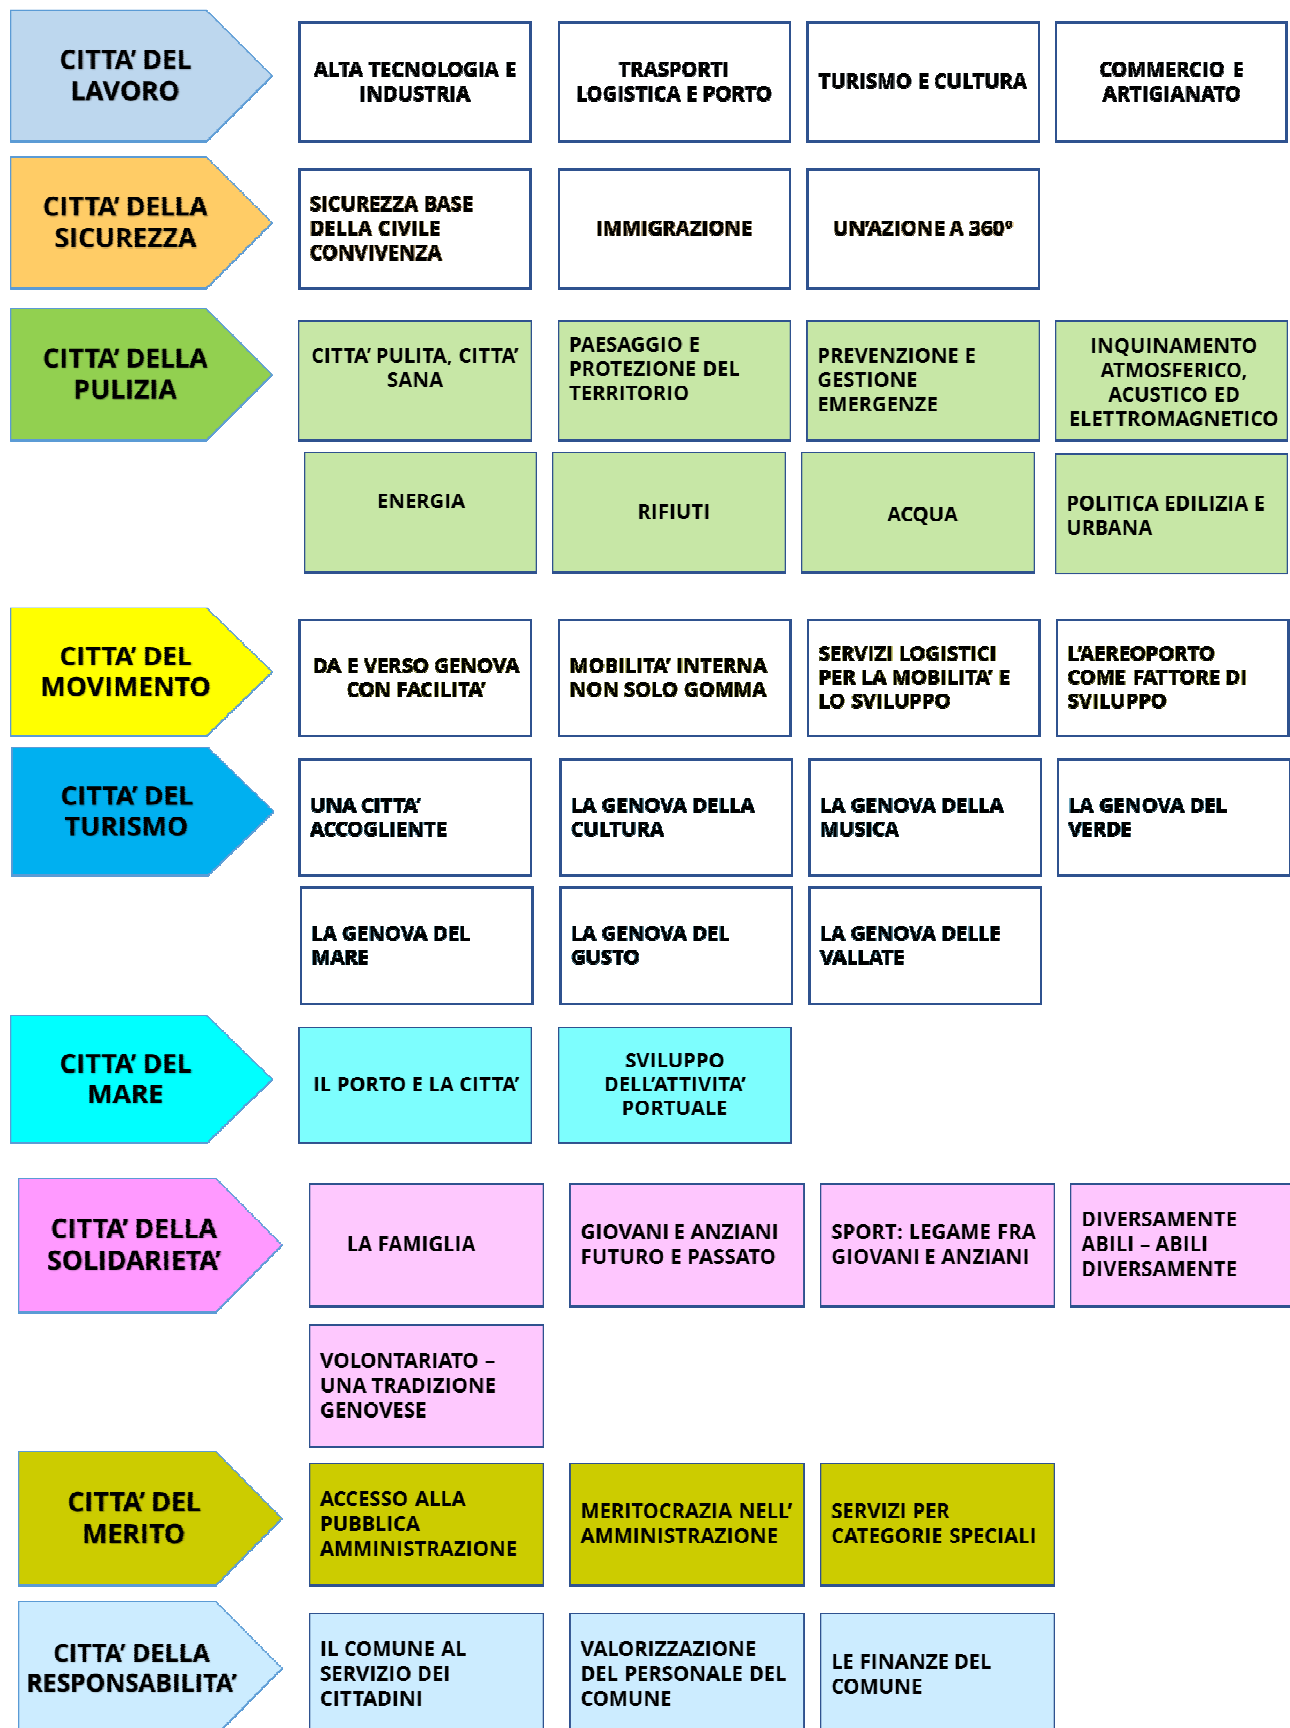 CITTA’ DEL
LAVORO
ALTA TECNOLOGIA E
INDUSTRIA
TRASPORTI
LOGISTICA E PORTO
TURISMO E CULTURA
COMMERCIO E
ARTIGIANATO
CITTA’ DELLA
SICUREZZA
SICUREZZA BASE
DELLA CIVILE
CONVIVENZA
IMMIGRAZIONE
UN’AZIONE A 360°
CITTA’ DELLA
PULIZIA
CITTA’ PULITA, CITTA’
SANA
PAESAGGIO E
PROTEZIONE DEL
TERRITORIO
PREVENZIONE E
GESTIONE
EMERGENZE
INQUINAMENTO
ATMOSFERICO,
ACUSTICO ED
ELETTROMAGNETICO
ENERGIA
RIFIUTI
ACQUA
POLITICA EDILIZIA E
URBANA
CITTA’ DEL
MOVIMENTO
DA E VERSO GENOVA
CON FACILITA’
MOBILITA’ INTERNA
NON SOLO GOMMA
SERVIZI LOGISTICI
PER LA MOBILITA’ E
LO SVILUPPO
L’AEREOPORTO
COME FATTORE DI
SVILUPPO
CITTA’ DEL
TURISMO
UNA CITTA’
ACCOGLIENTE
LA GENOVA DELLA
CULTURA
LA GENOVA DELLA
MUSICA
LA GENOVA DEL
VERDE
LA GENOVA DEL
MARE
LA GENOVA DEL
GUSTO
LA GENOVA DELLE
VALLATE
CITTA’ DEL
MARE
IL PORTO E LA CITTA’
SVILUPPO
DELL’ATTIVITA’
PORTUALE
CITTA’ DELLA
SOLIDARIETA’
LA FAMIGLIA
GIOVANI E ANZIANI
FUTURO E PASSATO
SPORT: LEGAME FRA
GIOVANI E ANZIANI
DIVERSAMENTE
ABILI – ABILI
DIVERSAMENTE
VOLONTARIATO –
UNA TRADIZIONE
GENOVESE
CITTA’ DEL
MERITO
ACCESSO ALLA
PUBBLICA
AMMINISTRAZIONE
MERITOCRAZIA NELL’
AMMINISTRAZIONE
SERVIZI PER
CATEGORIE SPECIALI
CITTA’ DELLA
RESPONSABILITA’
IL COMUNE AL
SERVIZIO DEI
CITTADINI
VALORIZZAZIONE
DEL PERSONALE DEL
COMUNE
LE FINANZE DEL
COMUNE